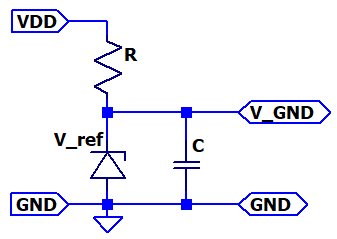 VDD
R
V_GND
V_ref
C
GND
GND